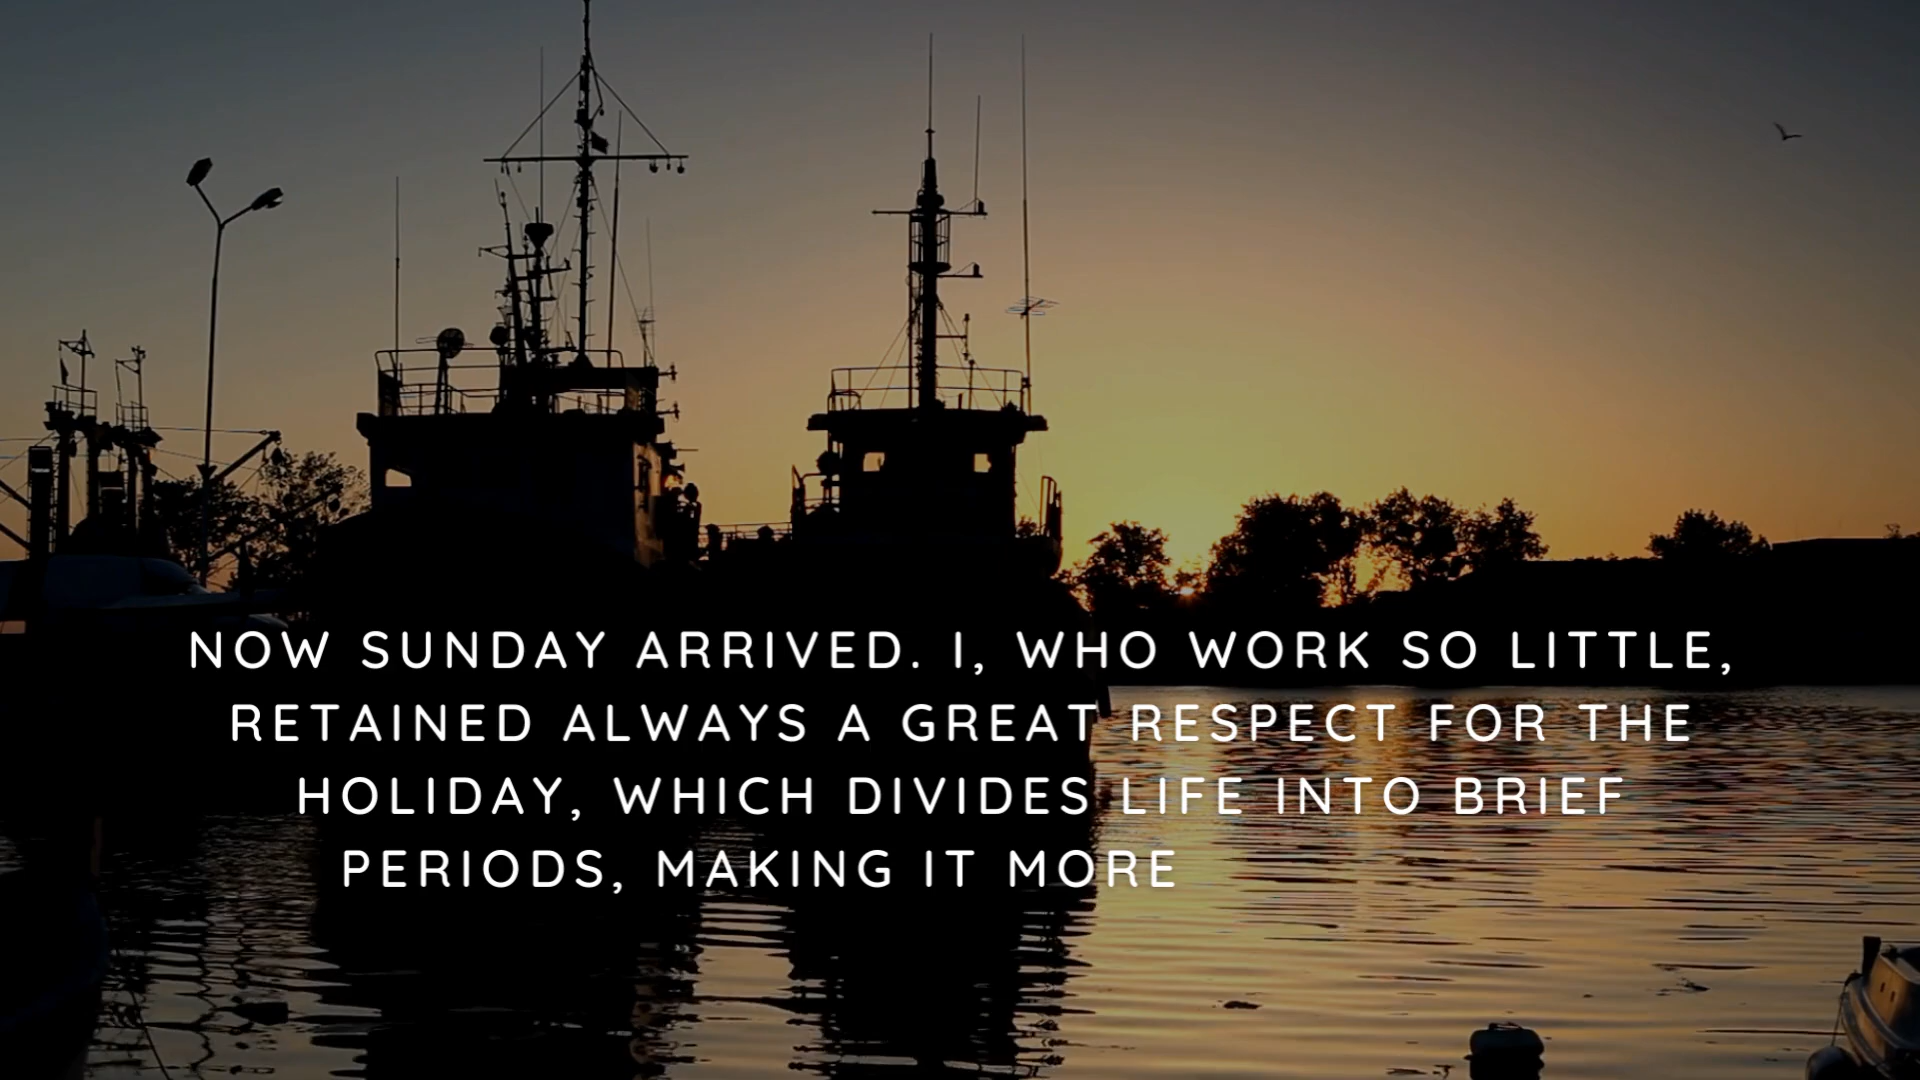 NOW SUNDAY ARRIVED. I, WHO WORK SO LITTLE,
RETAINED ALWAYS A GREAT RESPECT FOR THE
HOLIDAY, WHICH DIVIDES LIFE INTO BRIEF
PERIODS, MAKING IT MORE